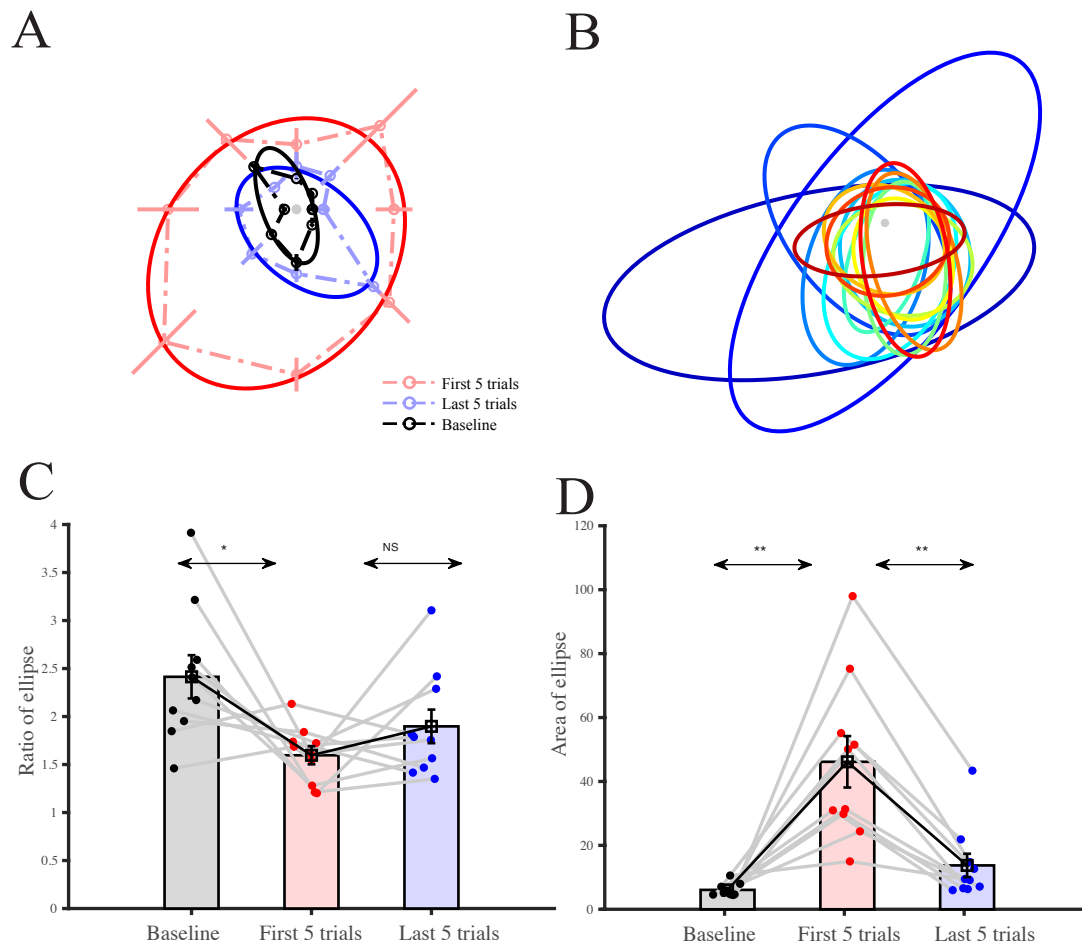 A
B
First 5 trials
Last 5 trials
Baseline
C
D
Ratio of ellipse
4
3.5
3
2.5
2
1.5
1
0.5
0
*
NS
Baseline
First 5 trials
Last 5 trials
Area of ellipse
120
100
80
60
40
20
0
**
**
Baseline
First 5 trials
Last 5 trials